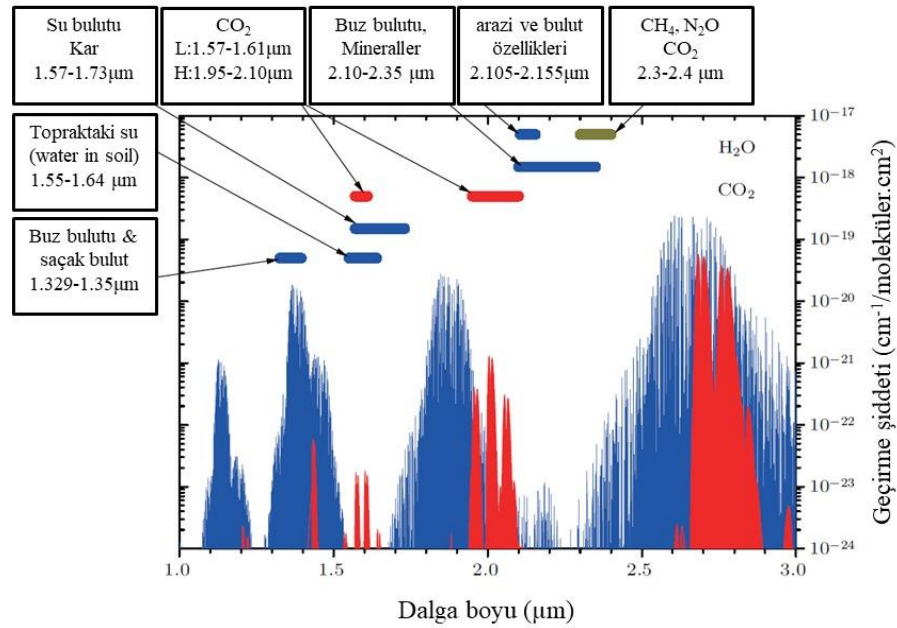 Su bulutu
Kar
1.57-1.73µm
CO₂
L:1.57-1.61µm
H:1.95-2.10µm
Buz bulutu,
Mineraller
2.10-2.35 µm
arazi ve bulut
özellikleri
2.105-2.155µm
CH₄, N₂O
CO₂
2.3-2.4 µm
Topraktaki su
(water in soil)
1.55-1.64 µm
Buz bulutu &
saçak bulut
1.329-1.35µm
H₂O
CO₂
10⁻¹⁷
10⁻¹⁸
10⁻¹⁹
10⁻²⁰
10⁻²¹
10⁻²²
10⁻²³
10⁻²⁴
Geçirme şiddeti (cm⁻¹/moleküler.cm²)
1.0 1.5 2.0 2.5 3.0
Dalga boyu (µm)